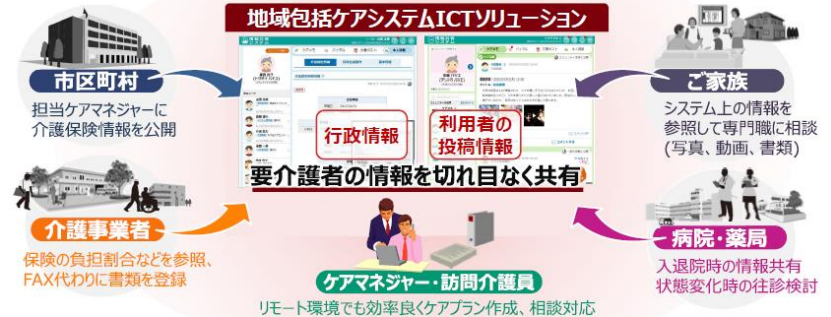 地域包括ケアシステムICTソリューション
行政情報
利用者の
投稿情報
要介護者の情報を切れ目なく共有
市区町村
担当ケアマネジャーに
介護保険情報を公開
ご家族
システム上の情報を
参照して専門職に相談
(写真、動画、書類)
介護事業者
保険の負担割合などを参照、
FAX代わりに書類を登録
病院・薬局
入退院時の情報共有
状態変化時の往診検討
ケアマネジャー・訪問介護員
リモート環境でも効率良くケアプラン作成、相談対応